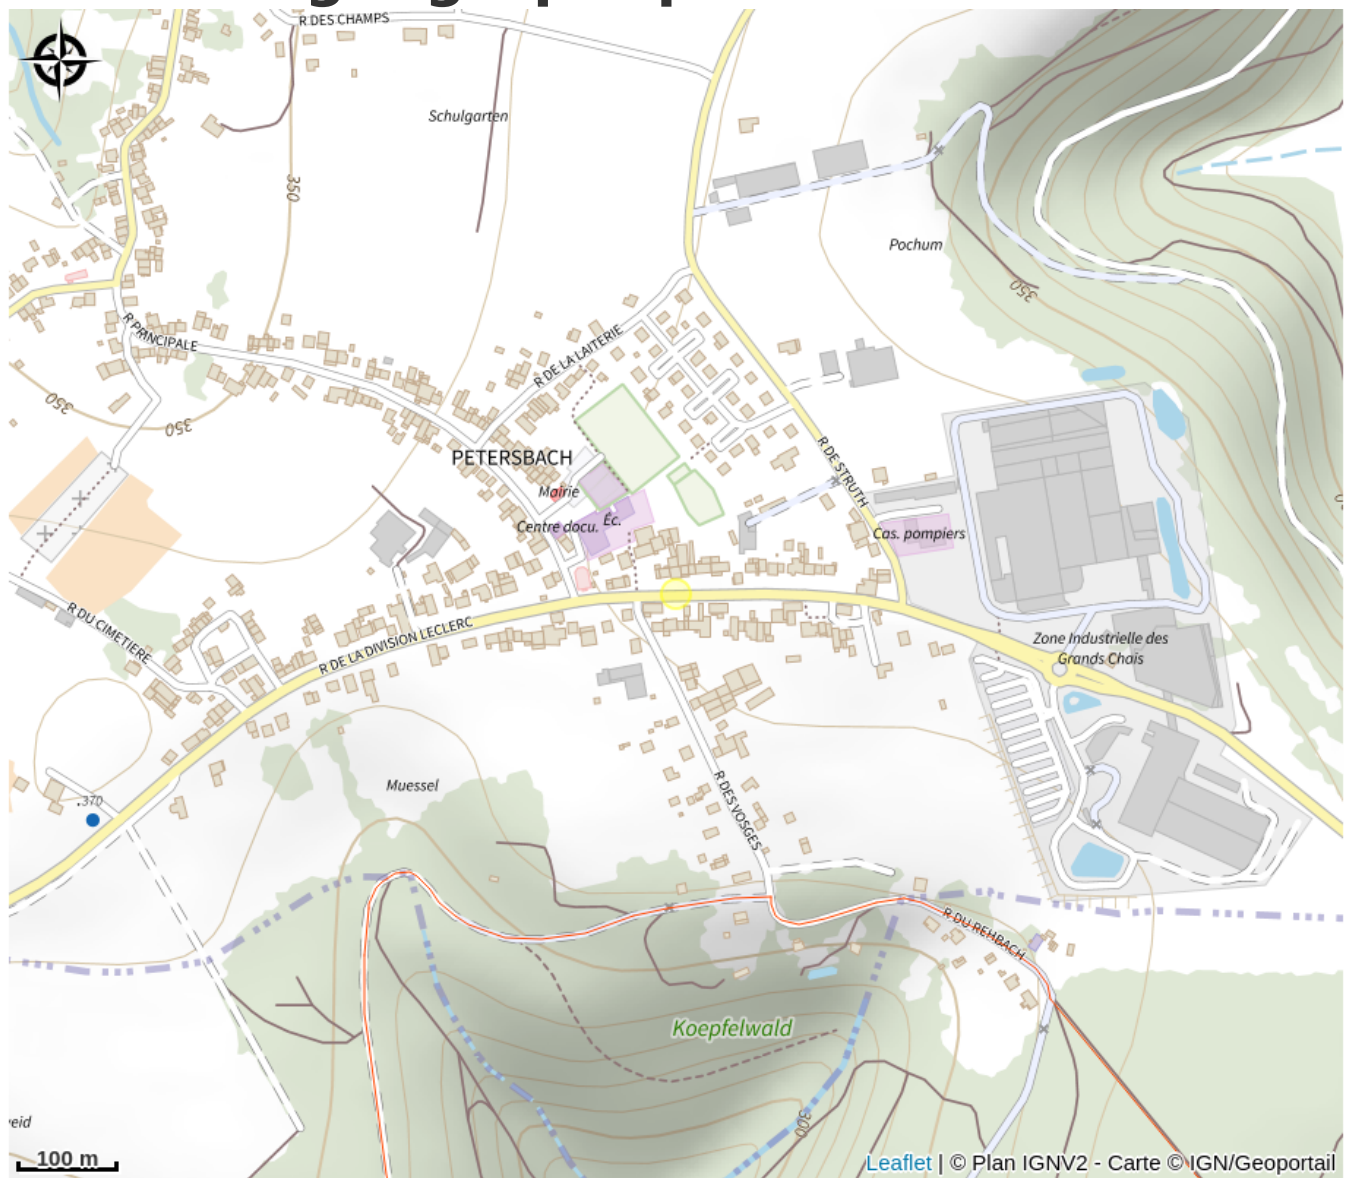 R DES CHAMPS
Schulgarten
350
Pochum
350
R PRINCIPALE
R DE LA LAITERIE
350
350
PETERSBACH
R DE STRUTH
Mairie
Centre docu.
Éc.
Cas. pompiers
R DU CIMETIERE
R DE LA DIVISION LECLERC
Zone Industrielle des
Grands Chais
Muessel
.370
R DES VOSGES
R DU REHBACH
Koepfelwald
300
eid
100 m
Leaflet | © Plan IGNV2 - Carte © IGN/Geoportail